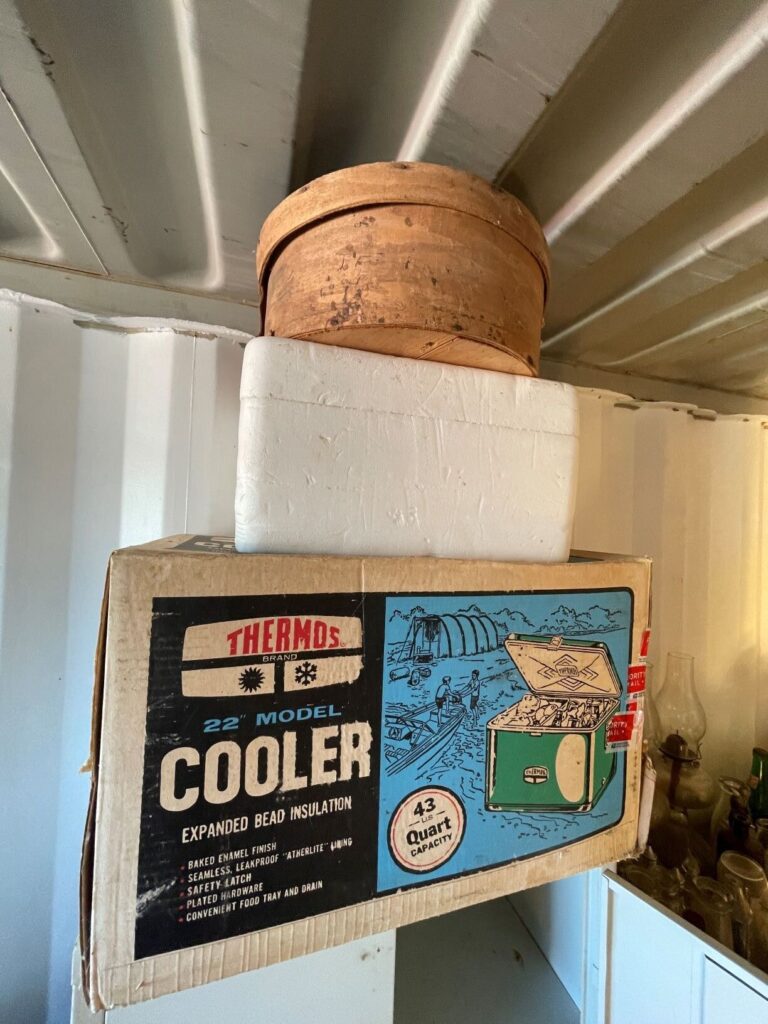 THERMOS
BRAND
22" MODEL
COOLER
EXPANDED BEAD INSULATION
• BAKED ENAMEL FINISH
• SEAMLESS, LEAKPROOF "ATHERLITE" LINING
• SAFETY LATCH
• PLATED HARDWARE
• CONVENIENT FOOD TRAY AND DRAIN
43
U.S.
Quart
CAPACITY
THERMOS